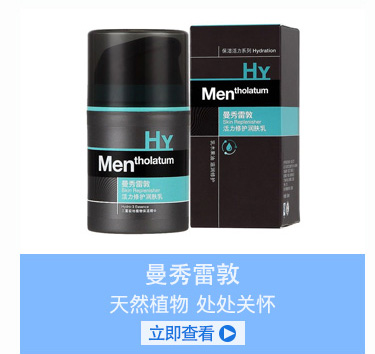 保湿活力系列 Hydration
HY
Mentholatum
曼秀雷敦
Skin Replenisher
活力修护润肤乳
HY
Mentholatum
曼秀雷敦
Skin Replenisher
活力修护润肤乳
曼秀雷敦
天然植物 处处关怀
立即查看